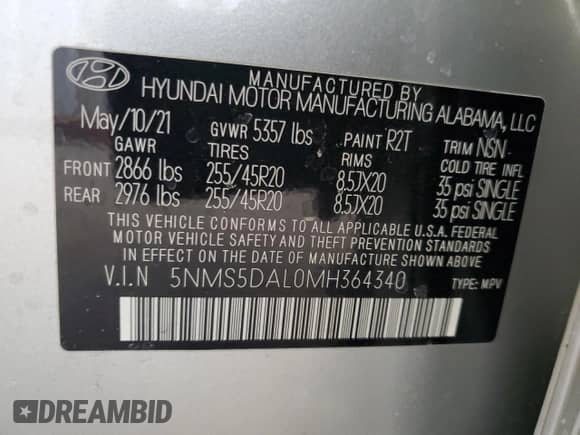 MANUFACTURED BY
HYUNDAI MOTOR MANUFACTURING ALABAMA, LLC
May/10/21 GVWR 5357 lbs PAINT R2T TRIM NSN
GAWR TIRES RIMS COLD TIRE INFL
FRONT 2866 lbs 255/45R20 8.5JX20 35 psi SINGLE
REAR 2976 lbs 255/45R20 8.5JX20 35 psi SINGLE
THIS VEHICLE CONFORMS TO ALL APPLICABLE U.S.A. FEDERAL
MOTOR VEHICLE SAFETY AND THEFT PREVENTION STANDARDS
IN EFFECT ON THE DATE OF MANUFACTURE SHOWN ABOVE
V.I.N 5NMS5DAL0MH364340 TYPE: MPV
DREAMBID